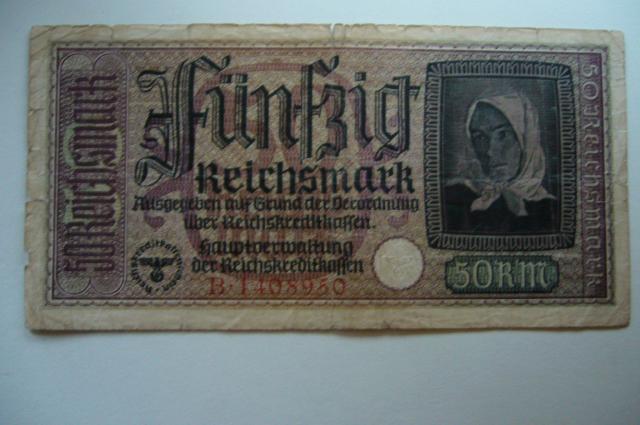 Fünfzig
Reichsmark
Ausgegeben auf Grund der Verordnung
über Reichskreditkassen.
Hauptverwaltung
der Reichskreditkassen
B·1408950
50 Reichsmark
50 Reichsmark
50 RM